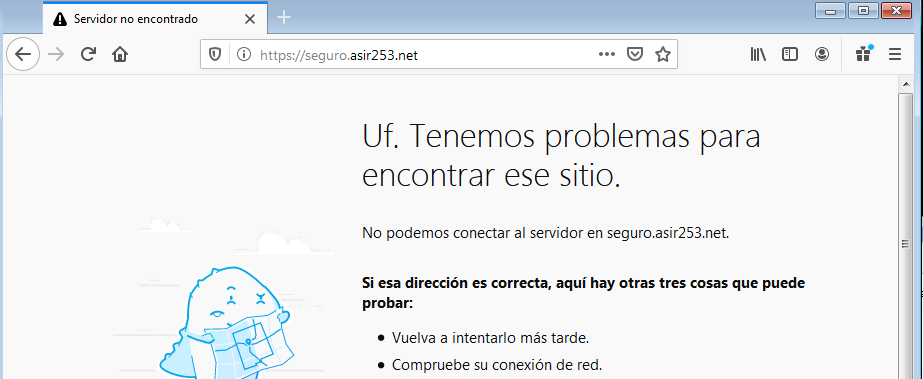 Servidor no encontrado
https://seguro.asir253.net
Uf. Tenemos problemas para
encontrar ese sitio.
No podemos conectar al servidor en seguro.asir253.net.
Si esa dirección es correcta, aquí hay otras tres cosas que puede
probar:
Vuelva a intentarlo más tarde.
Compruebe su conexión de red.